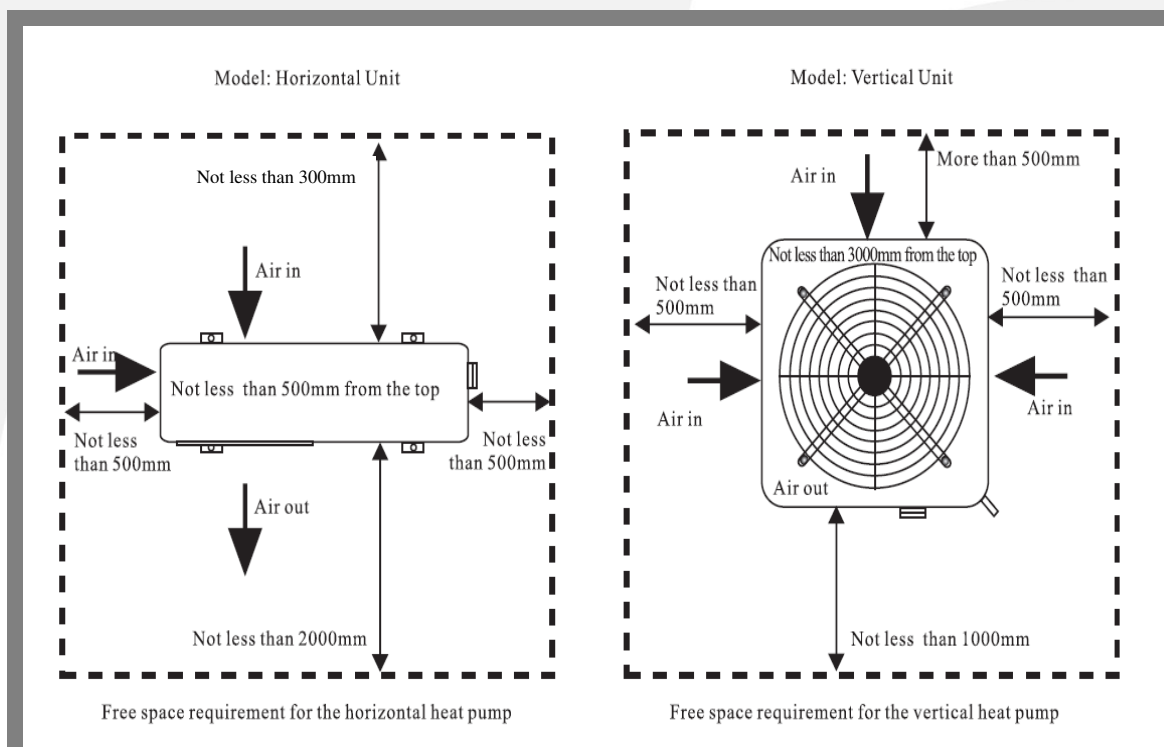 Model: Horizontal Unit
Not less than 300mm
Air in
Air in
Not less than 500mm from the top
Not less
than 500mm
Not less
than 500mm
Air out
Not less than 2000mm
Free space requirement for the horizontal heat pump
Model: Vertical Unit
More than 500mm
Air in
Not less than 3000mm from the top
Not less than
500mm
Not less than
500mm
Air in
Air in
Air out
Not less than 1000mm
Free space requirement for the vertical heat pump